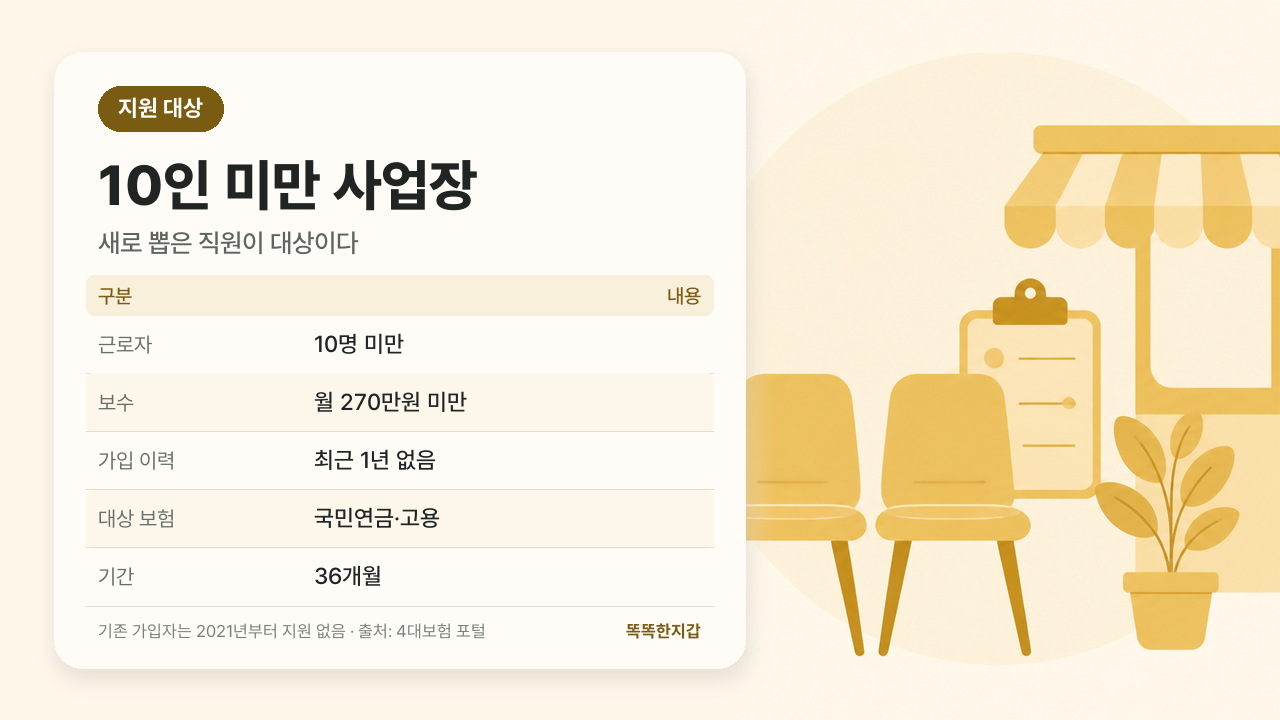 지원 대상
10인 미만 사업장
새로 뽑은 직원이 대상이다
구분 내용
근로자 10명 미만
보수 월 270만원 미만
가입 이력 최근 1년 없음
대상 보험 국민연금·고용
기간 36개월
기존 가입자는 2021년부터 지원 없음 · 출처: 4대보험 포털 똑똑한지갑